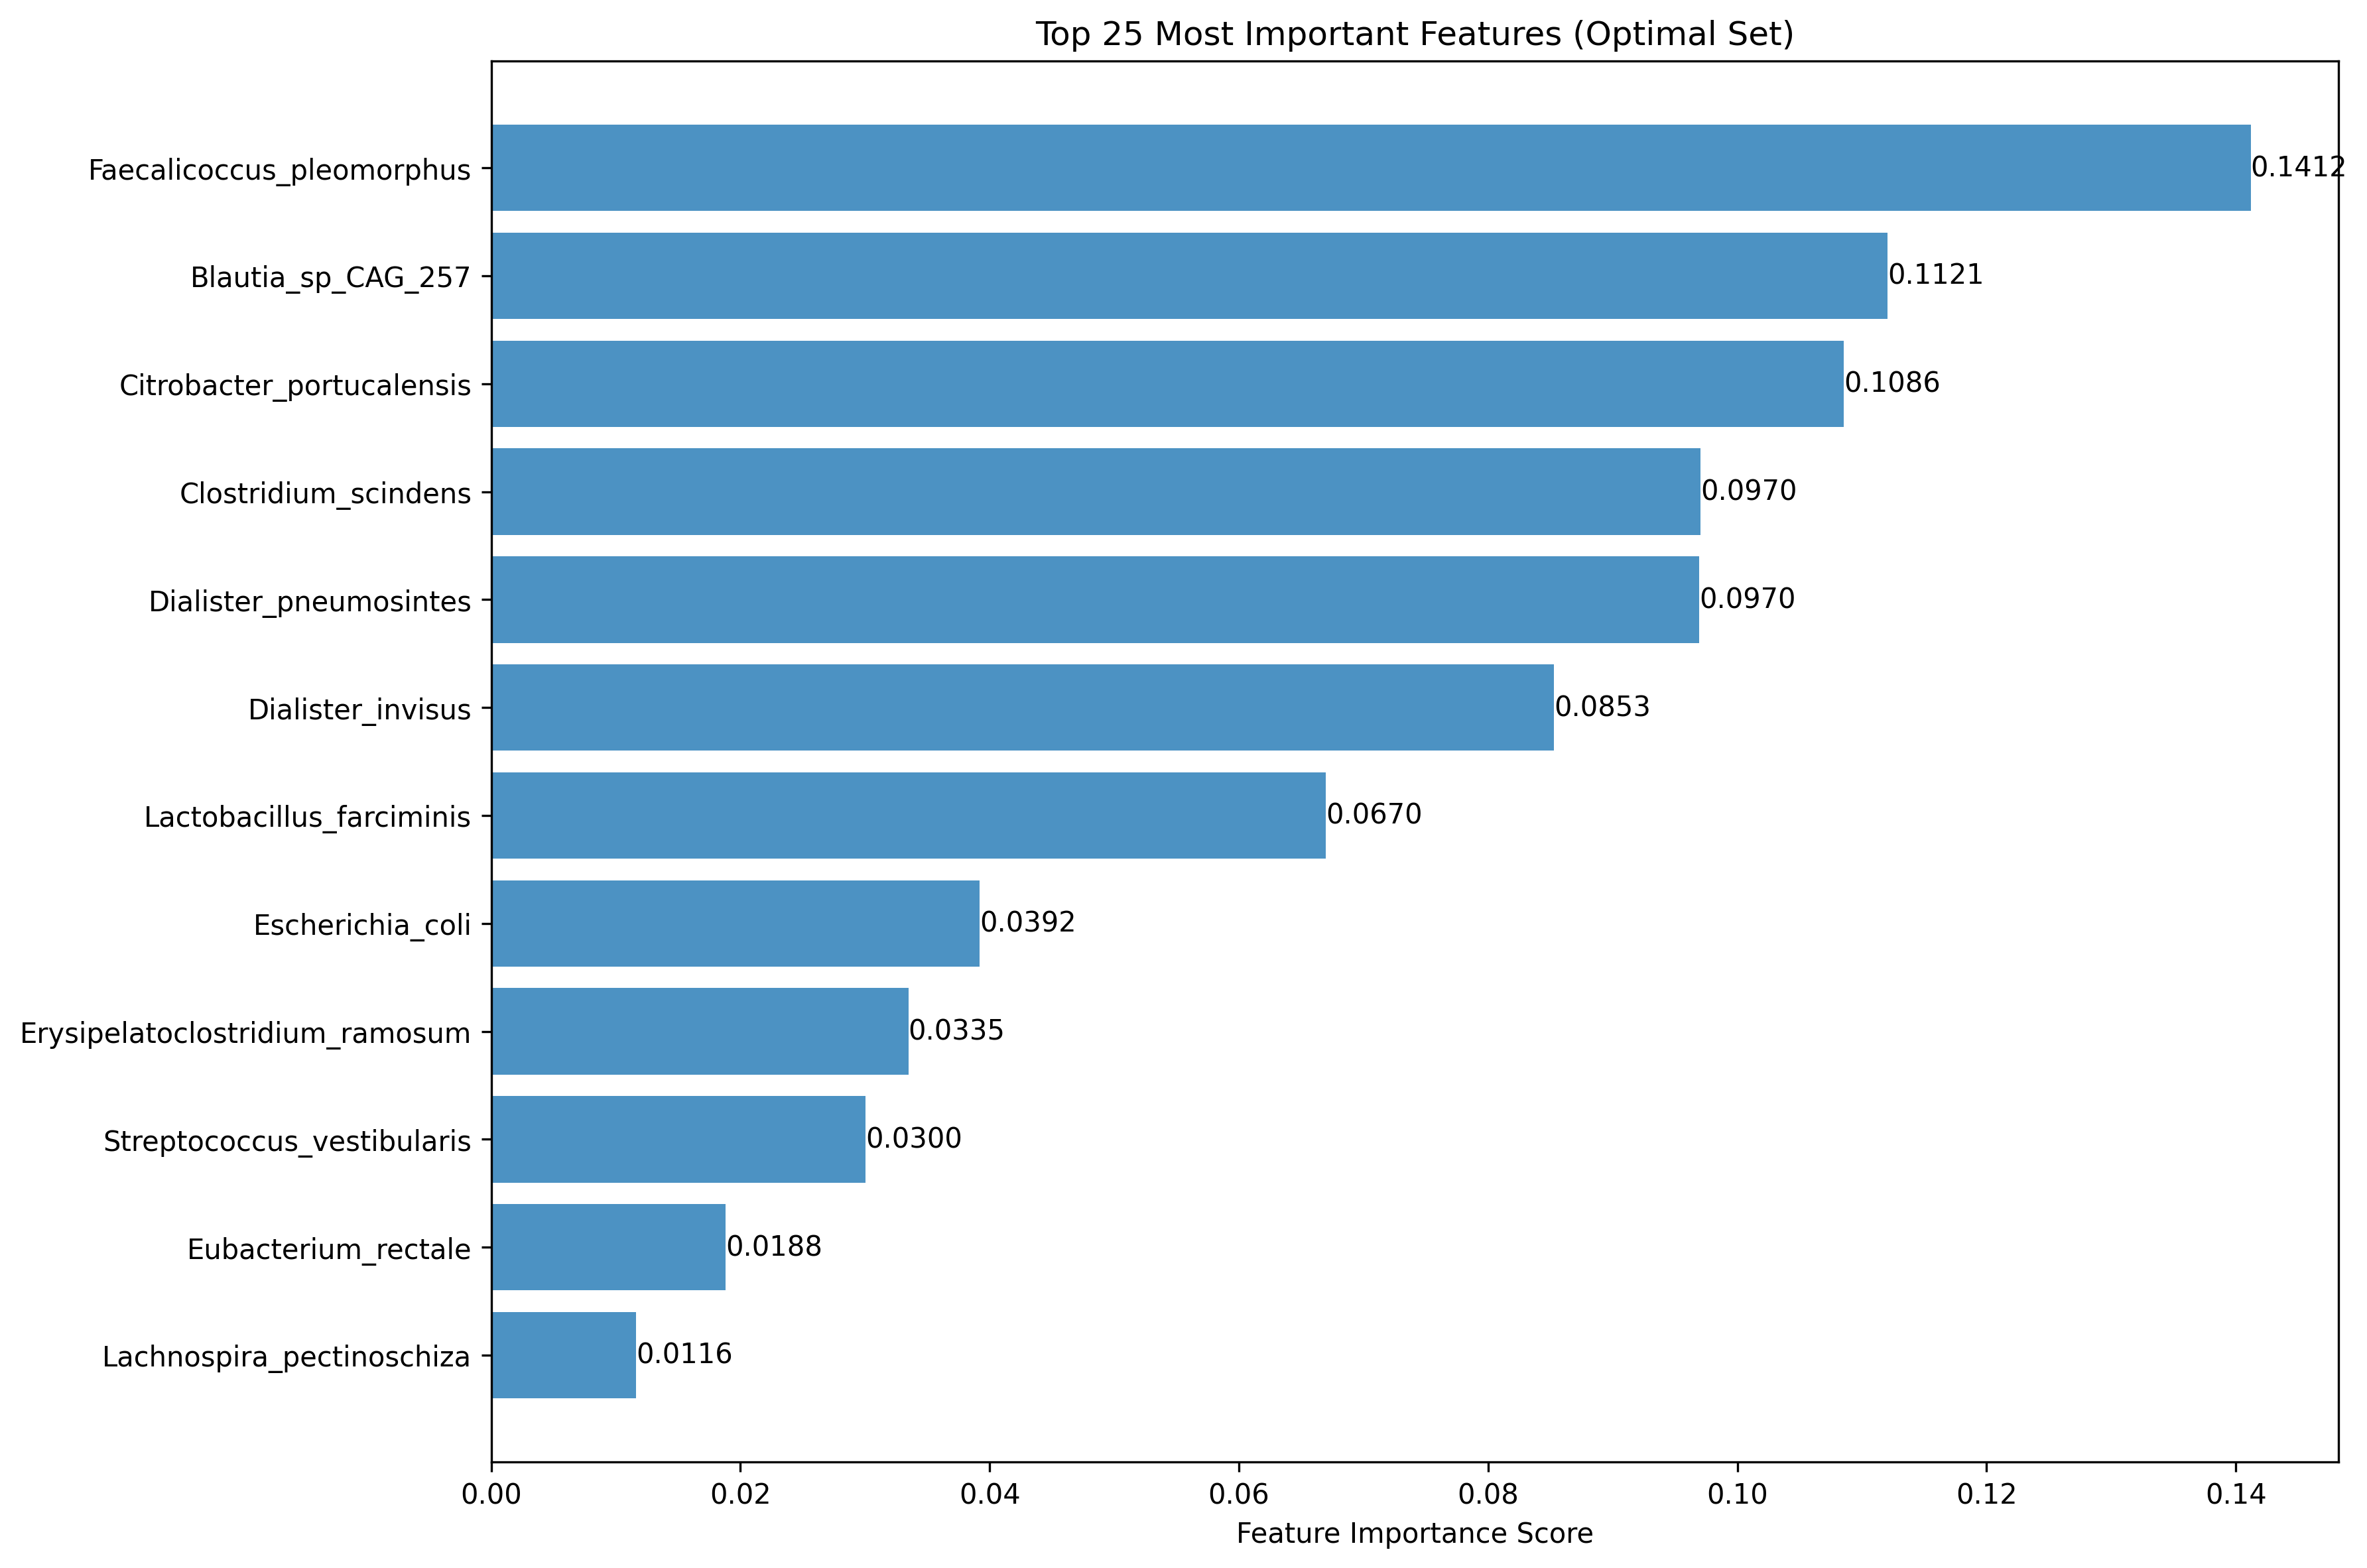 Top 25 Most Important Features (Optimal Set)
Faecalicoccus_pleomorphus 0.1412
Blautia_sp_CAG_257 0.1121
Citrobacter_portucalensis 0.1086
Clostridium_scindens 0.0970
Dialister_pneumosintes 0.0970
Dialister_invisus 0.0853
Lactobacillus_farciminis 0.0670
Escherichia_coli 0.0392
Erysipelatoclostridium_ramosum 0.0335
Streptococcus_vestibularis 0.0300
Eubacterium_rectale 0.0188
Lachnospira_pectinoschiza 0.0116
0.00 0.02 0.04 0.06 0.08 0.10 0.12 0.14
Feature Importance Score